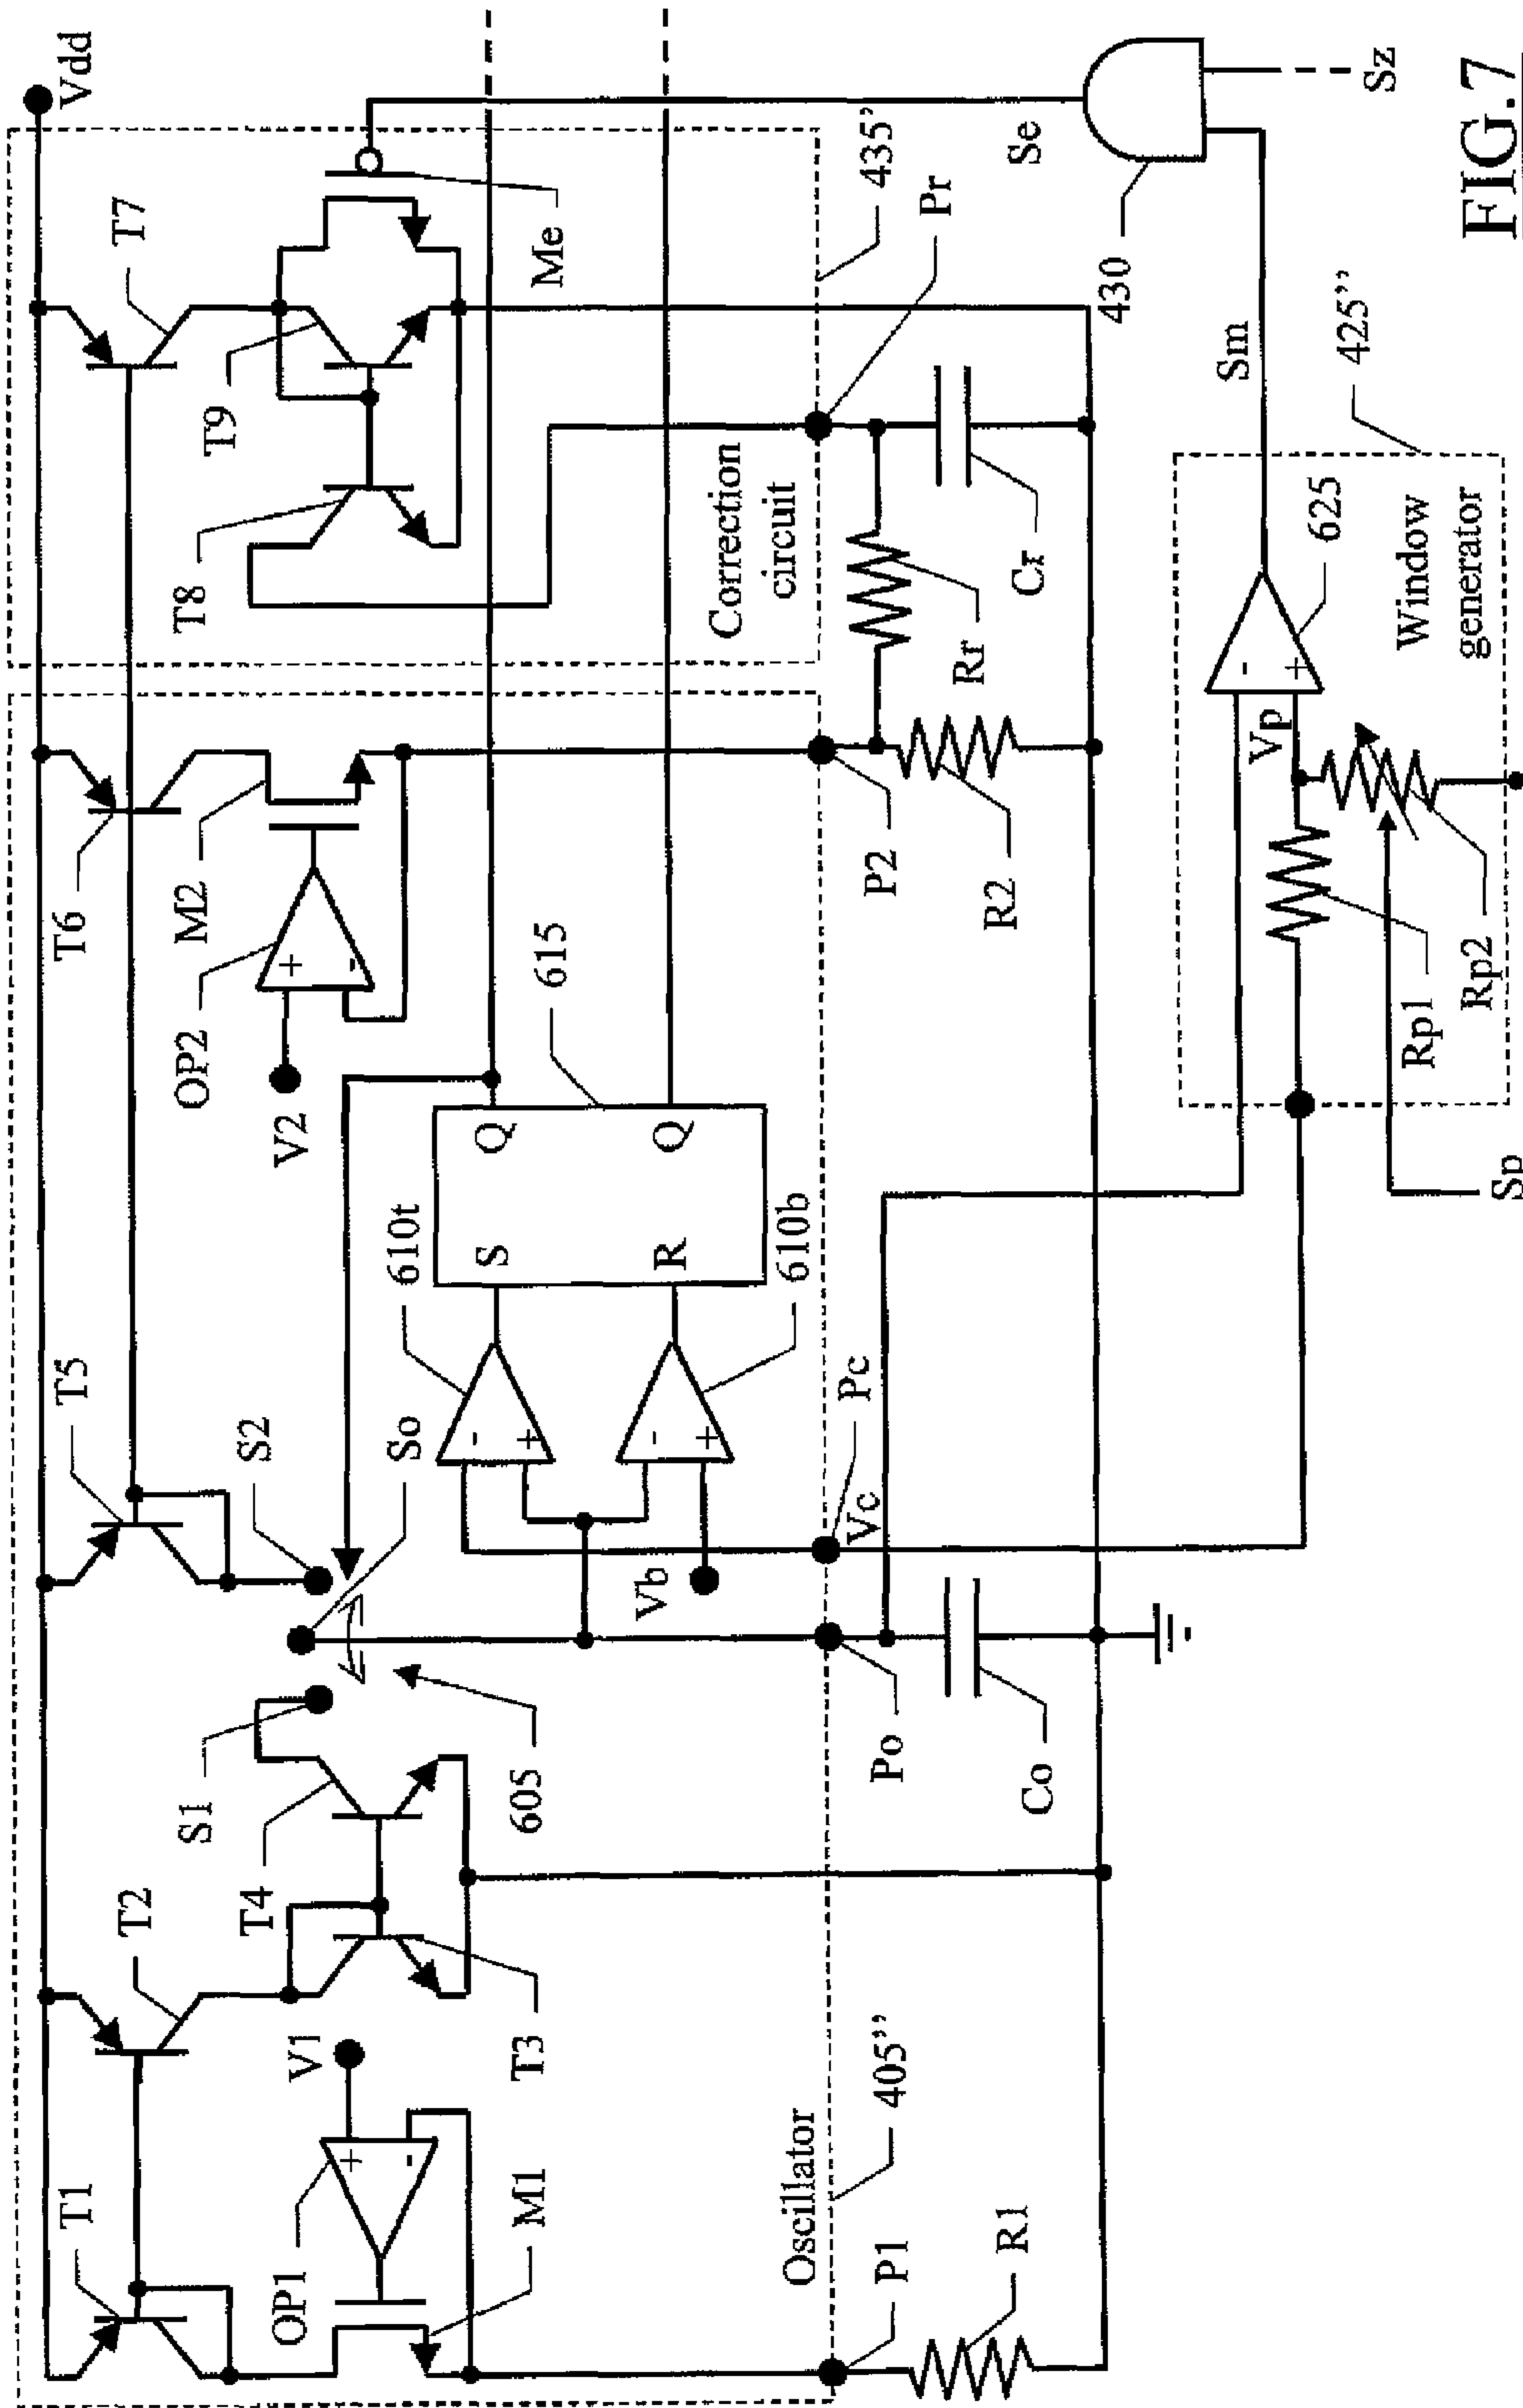 Vdd
T1
T2
T5
T6
T7
V1
OP1
M1
T3
T4
S1
S2
So
605
V2
OP2
M2
T8
T9
Me
610t
610b
S
R
Q
Q
615
-
+
-
+
-
+
-
+
Vb
Vc
Oscillator
405’’
Correction
circuit
435’
P1
R1
Po
Co
Pc
P2
R2
Rr
Cr
Pr
430
Se
Sz
Sm
Vp
-
+
625
Window
generator
425’’
Rp1
Rp2
Sp
FIG.7